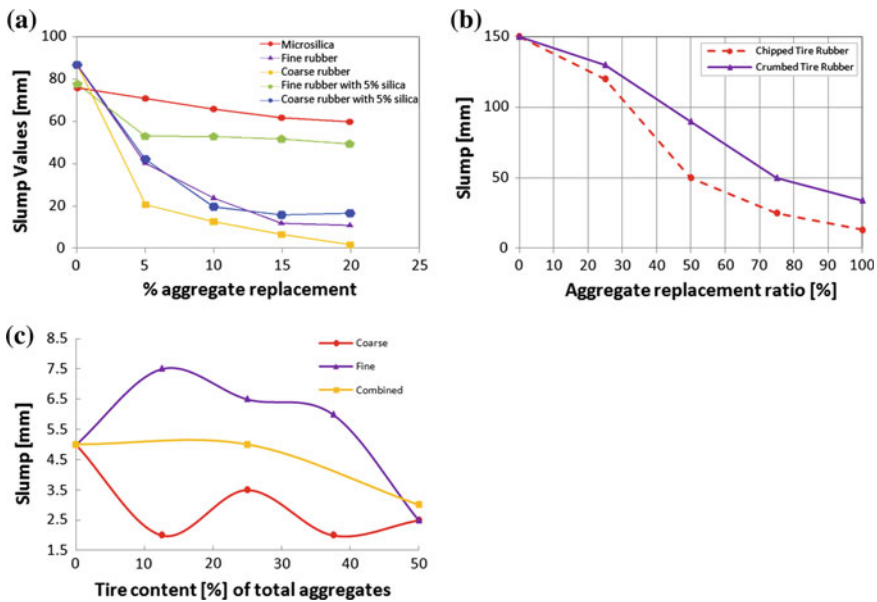 (a)
Slump Values [mm]
100
80
60
40
20
0
Microsilica
Fine rubber
Coarse rubber
Fine rubber with 5% silica
Coarse rubber with 5% silica
0 5 10 15 20 25
% aggregate replacement
(b)
Slump [mm]
150
100
50
0
Chipped Tire Rubber
Crumbed Tire Rubber
0 10 20 30 40 50 60 70 80 90 100
Aggregate replacement ratio [%]
(c)
Slump [mm]
8.5
7.5
6.5
5.5
4.5
3.5
2.5
1.5
Coarse
Fine
Combined
0 10 20 30 40 50
Tire content [%] of total aggregates